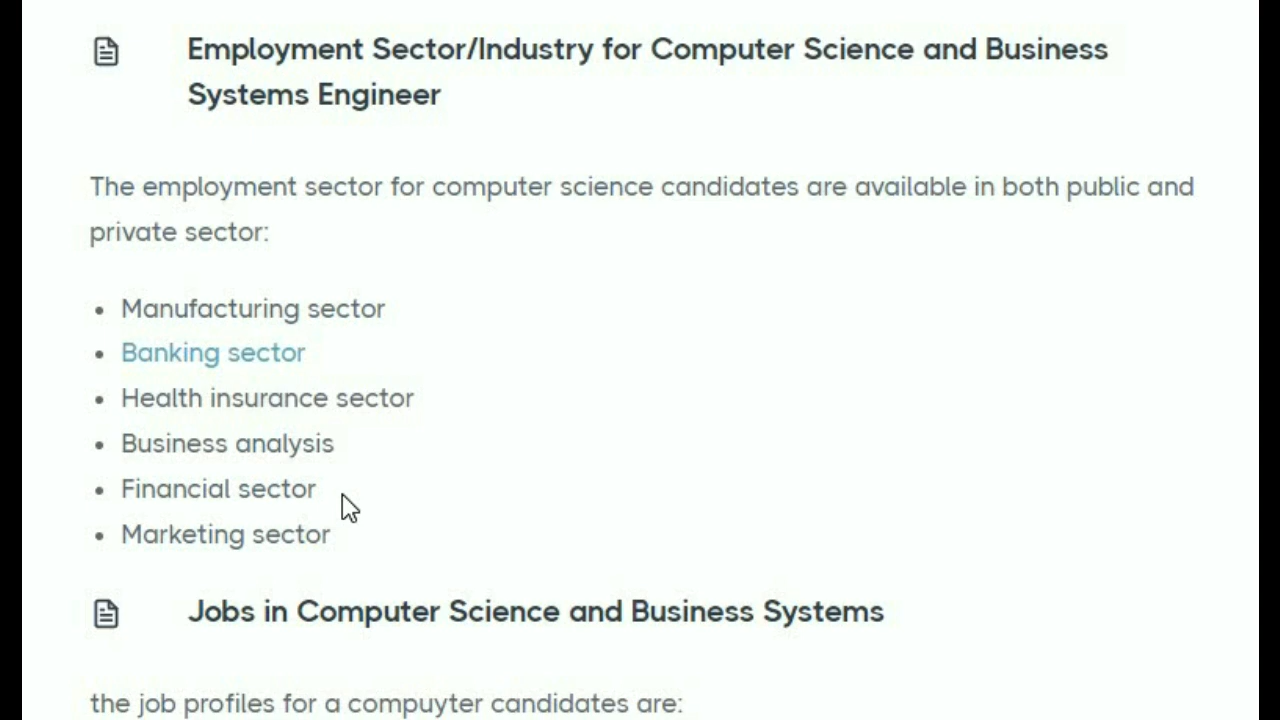 Employment Sector/Industry for Computer Science and Business
Systems Engineer
The employment sector for computer science candidates are available in both public and
private sector:
• Manufacturing sector
• Banking sector
• Health insurance sector
• Business analysis
• Financial sector
• Marketing sector
Jobs in Computer Science and Business Systems
the job profiles for a compuyter candidates are: